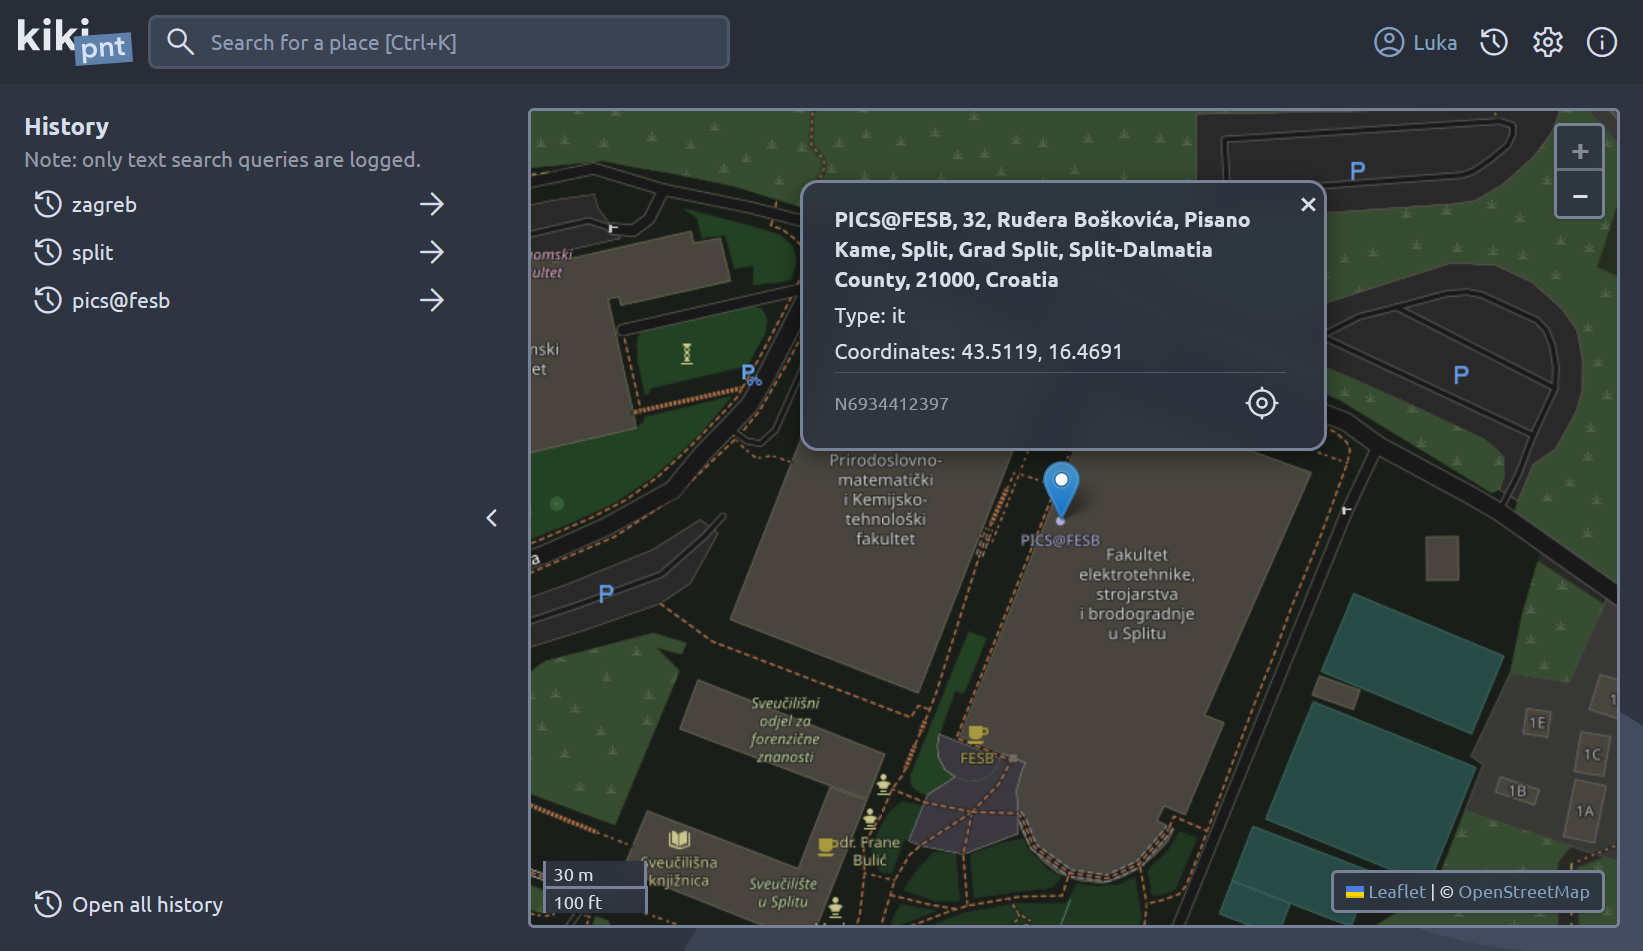 kiki
pnt
Search for a place [Ctrl+K]
Luka
History
Note: only text search queries are logged.
zagreb
split
pics@fesb
Open all history
+
−
P
PICS@FESB, 32, Ruđera Boškovića, Pisano
Kame, Split, Grad Split, Split-Dalmatia
County, 21000, Croatia
Type: it
Coordinates: 43.5119, 16.4691
N6934412397
P
P
P
Prirodoslovno-
matematički
i Kemijsko-
tehnološki
fakultet
PICS@FESB
Fakultet
elektrotehnike,
strojarstva
i brodogradnje
u Splitu
Sveučilišni
odjel za
forenzične
znanosti
FESB
1E
1C
1B
1A
dr. Frane
Bulić
Sveučilišna
knjižnica
Sveučilište
u Splitu
30 m
100 ft
Leaflet | © OpenStreetMap